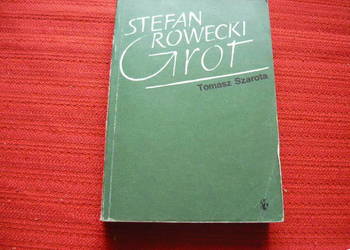 STEFAN
ROWECKI
Grot
Tomasz Szarota